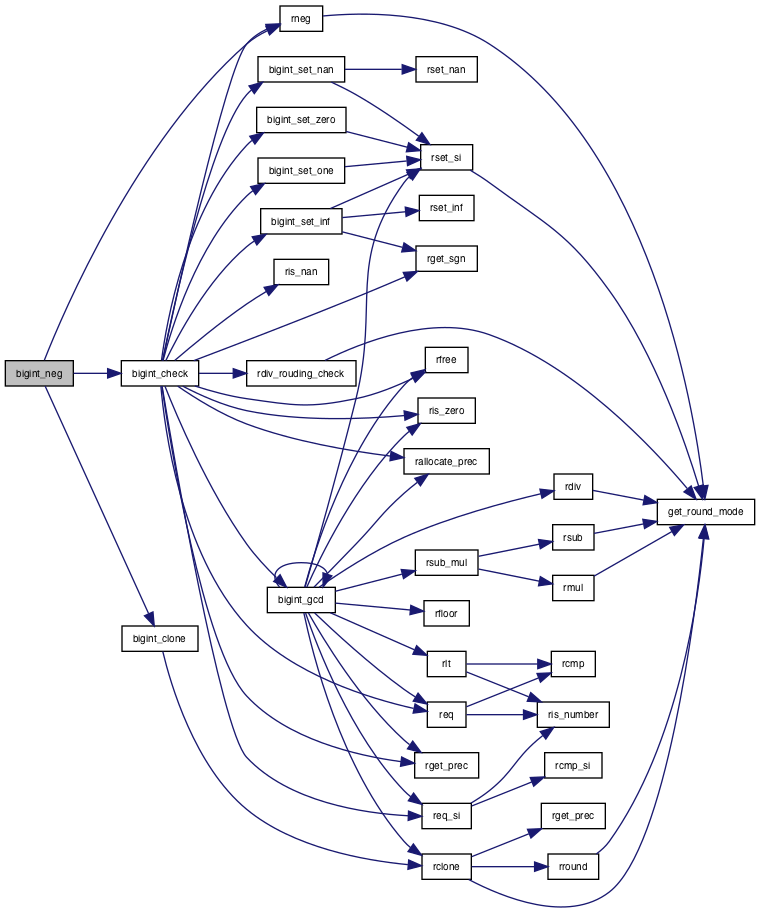 rneg
bigint_set_nan
rset_nan
bigint_set_zero
rset_si
bigint_set_one
rset_inf
bigint_set_inf
rget_sgn
ris_nan
rfree
bigint_neg
bigint_check
rdiv_rouding_check
ris_zero
rallocate_prec
rdiv
get_round_mode
rsub
rsub_mul
rmul
bigint_gcd
rfloor
bigint_clone
rlt
rcmp
req
ris_number
rget_prec
rcmp_si
req_si
rget_prec
rclone
rround